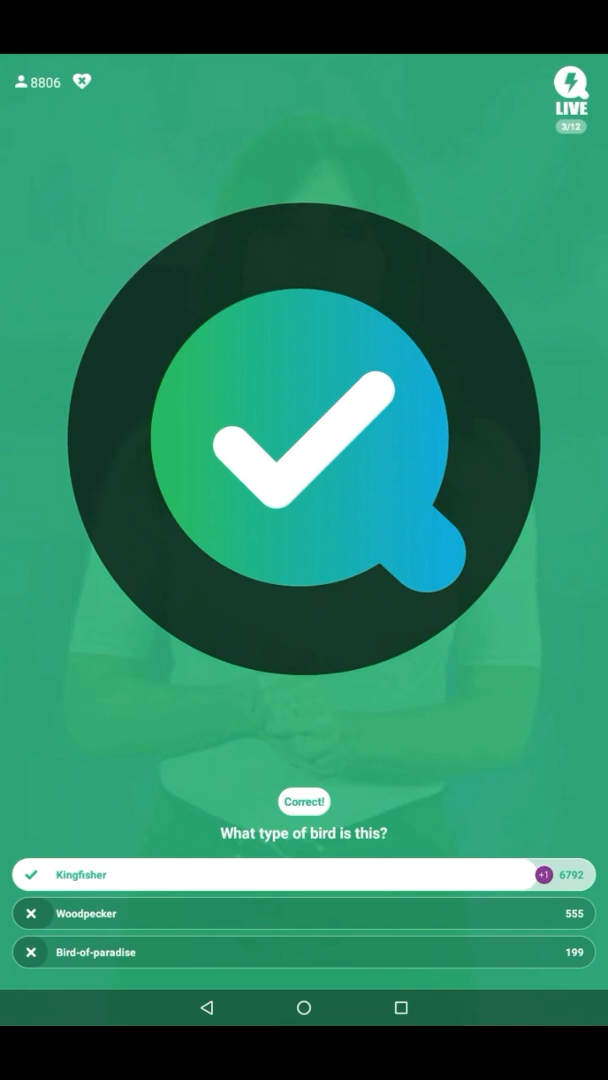 8806
LIVE
3/12
Correct!
What type of bird is this?
Kingfisher +1 6792
Woodpecker 555
Bird-of-paradise 199